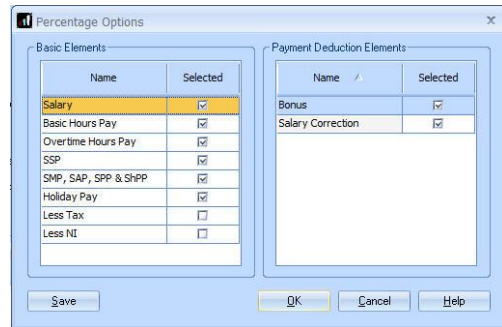 Percentage Options
Basic Elements
Name Selected
Salary
Basic Hours Pay
Overtime Hours Pay
SSP
SMP, SAP, SPP & ShPP
Holiday Pay
Less Tax
Less NI
Payment Deduction Elements
Name Selected
Bonus
Salary Correction
Save OK Cancel Help